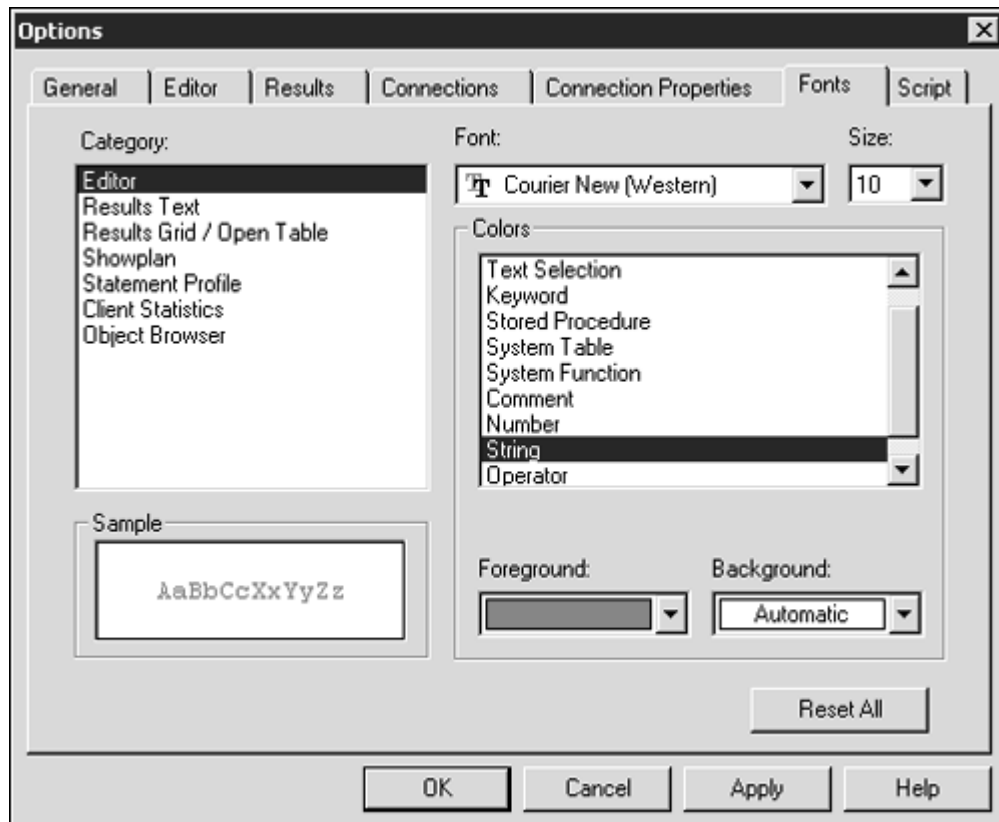 Options
General Editor Results Connections Connection Properties Fonts Script
Category:
Editor
Results Text
Results Grid / Open Table
Showplan
Statement Profile
Client Statistics
Object Browser
Font:
Courier New (Western)
Size:
10
Colors
Text Selection
Keyword
Stored Procedure
System Table
System Function
Comment
Number
String
Operator
Sample
AaBbCcXxYyZz
Foreground:
Background:
Automatic
Reset All
OK Cancel Apply Help